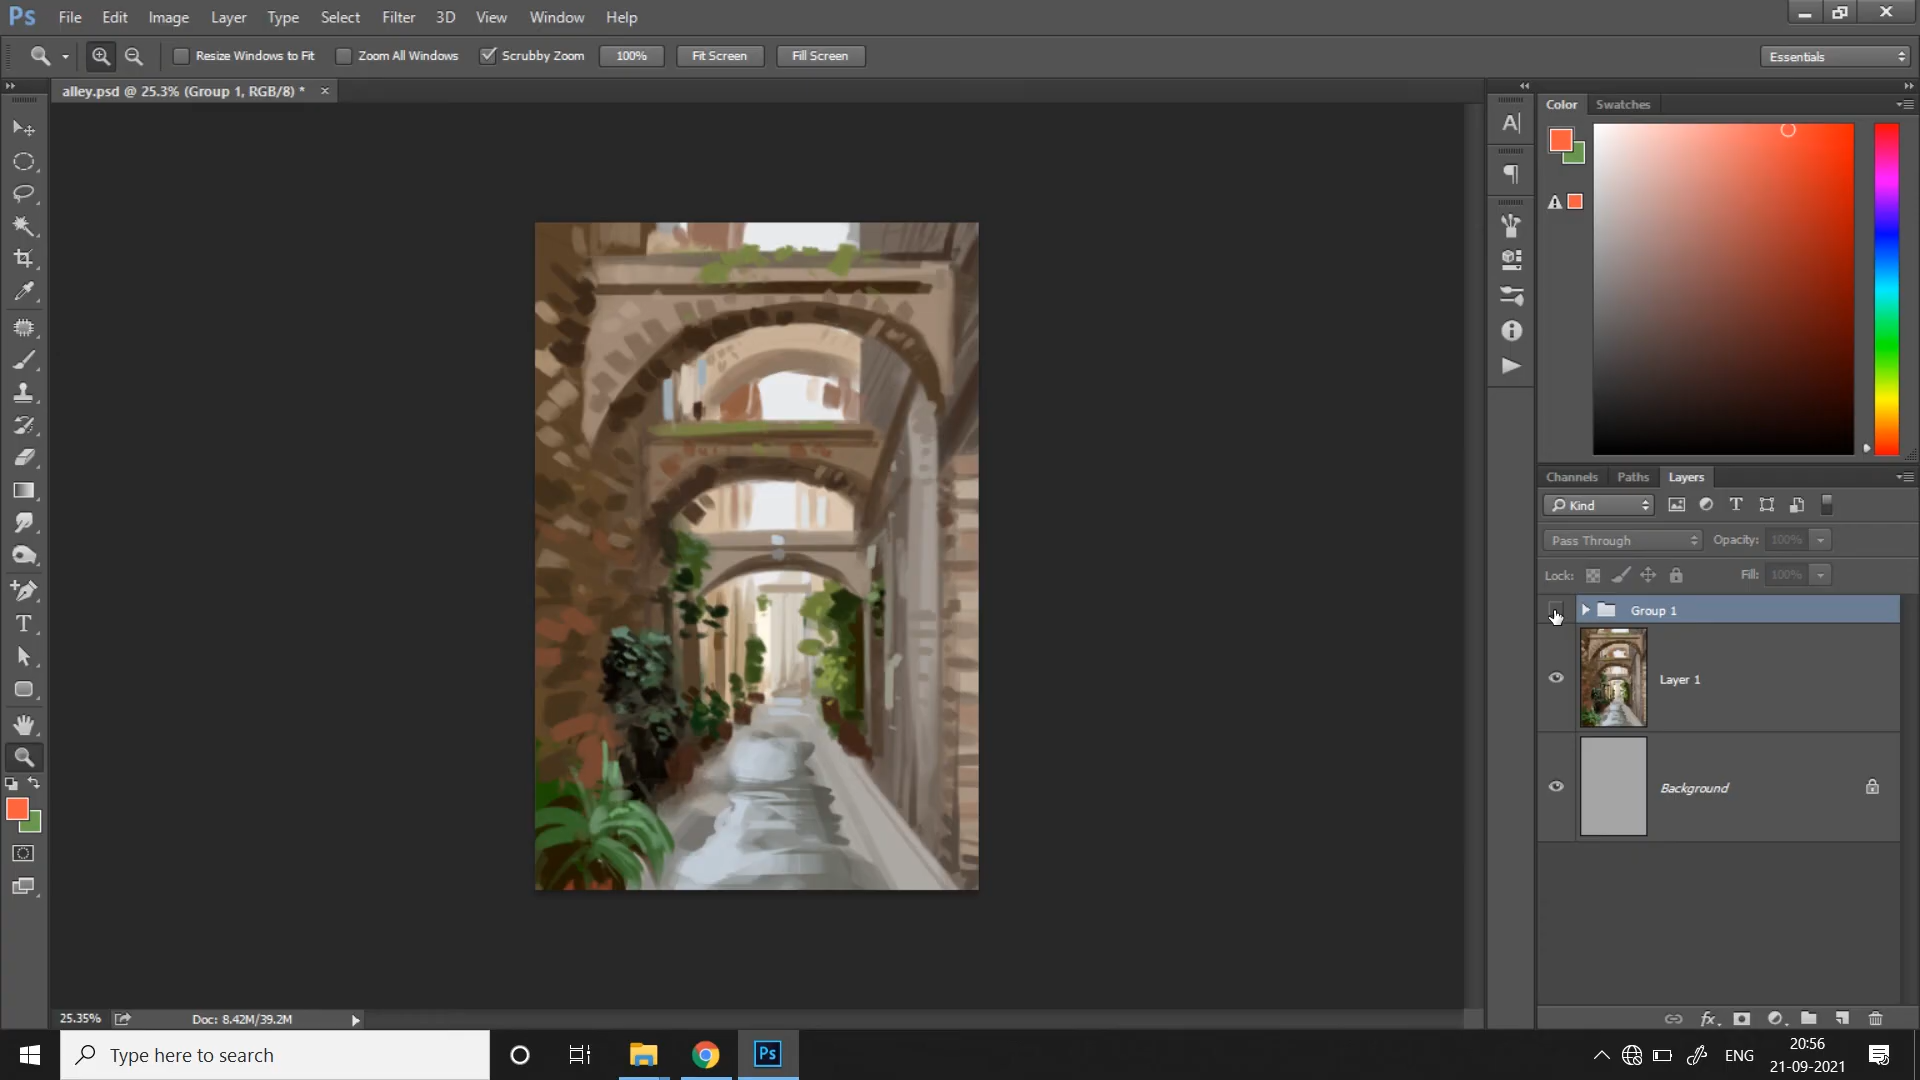 Ps File Edit Image Layer Type Select Filter 3D View Window Help
Resize Windows to Fit Zoom All Windows Scrubby Zoom 100% Fit Screen Fill Screen Essentials
alley.psd @ 25.3% (Group 1, RGB/8) * ×
Color Swatches
Channels Paths Layers
Kind
Pass Through Opacity: 100%
Lock: Fill: 100%
Group 1
Layer 1
Background
25.35% Doc: 8.42M/39.2M
Type here to search
Ps
ENG
20:56
21-09-2021